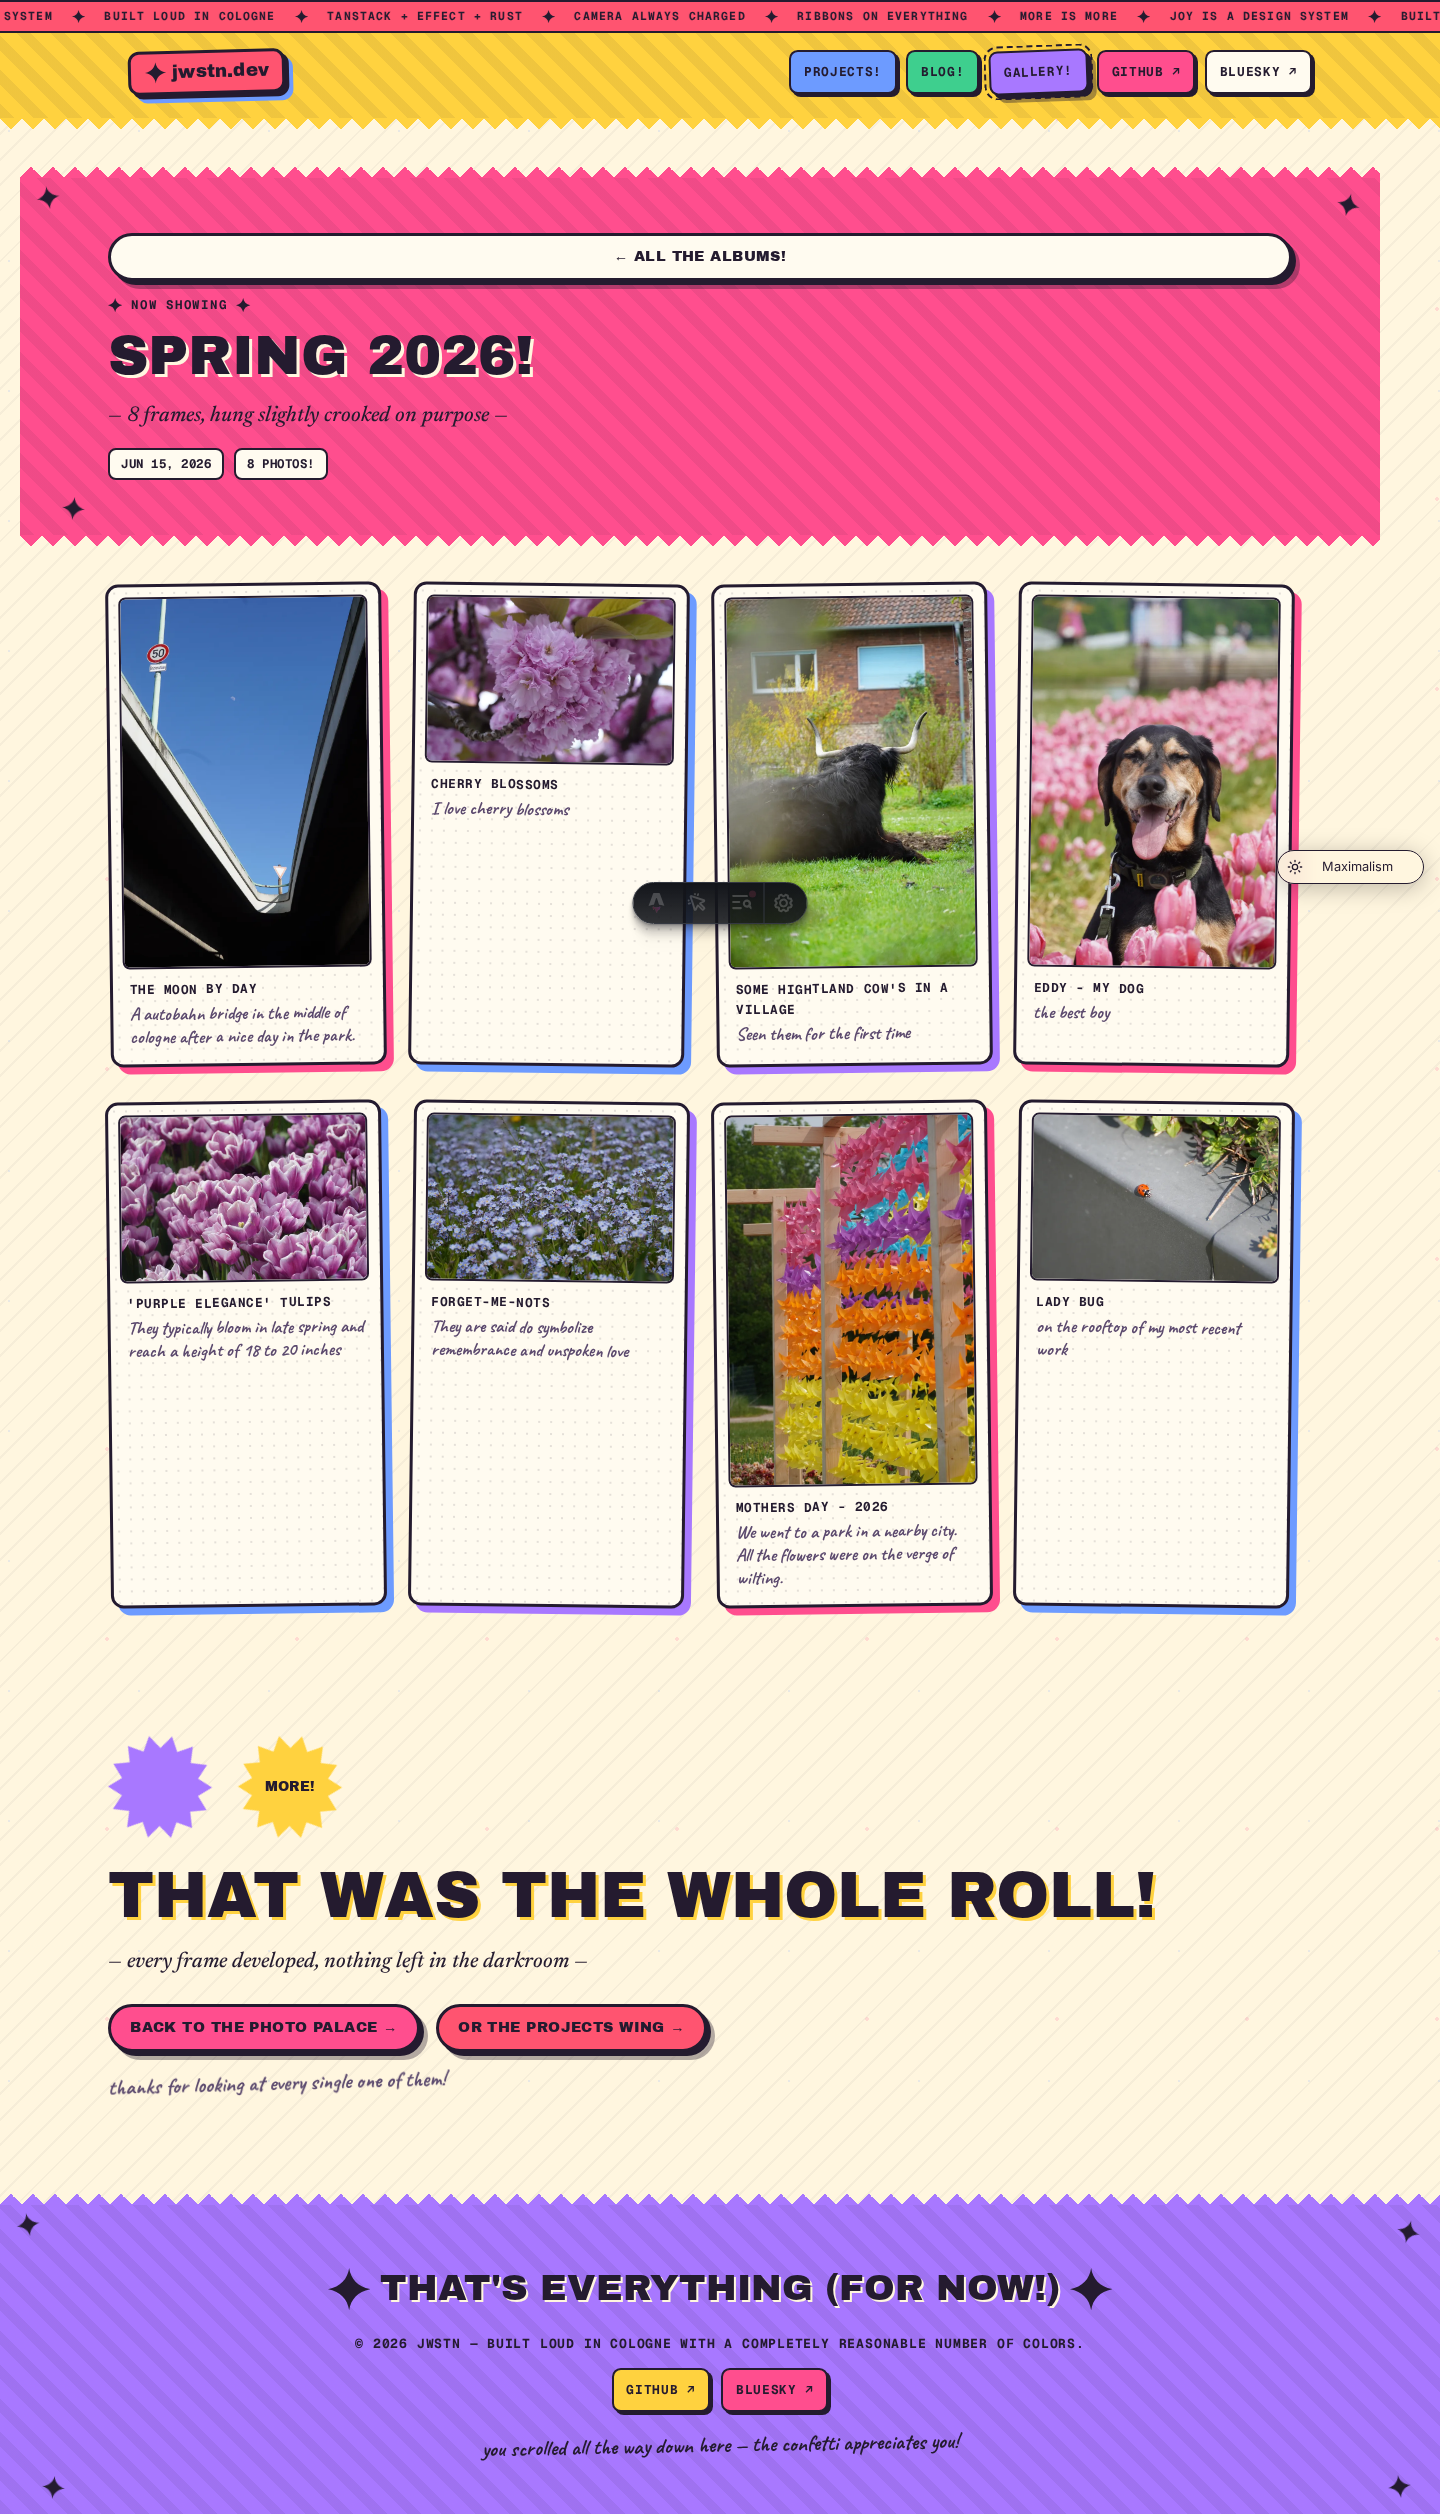 SYSTEM ✦ BUILT LOUD IN COLOGNE ✦ TANSTACK + EFFECT + RUST ✦ CAMERA ALWAYS CHARGED ✦ RIBBONS ON EVERYTHING ✦ MORE IS MORE ✦ JOY IS A DESIGN SYSTEM ✦ BUILT
✦ jwstn.dev
PROJECTS!
BLOG!
GALLERY!
GITHUB ↗
BLUESKY ↗
← ALL THE ALBUMS!
✦ NOW SHOWING ✦
SPRING 2026!
— 8 frames, hung slightly crooked on purpose —
JUN 15, 2026
8 PHOTOS!
50
THE MOON BY DAY
A autobahn bridge in the middle of
cologne after a nice day in the park.
CHERRY BLOSSOMS
I love cherry blossoms
SOME HIGHTLAND COW'S IN A
VILLAGE
Seen them for the first time
EDDY - MY DOG
the best boy
Maximalism
'PURPLE ELEGANCE' TULIPS
They typically bloom in late spring and
reach a height of 18 to 20 inches
FORGET-ME-NOTS
They are said do symbolize
remembrance and unspoken love
MOTHERS DAY - 2026
We went to a park in a nearby city.
All the flowers were on the verge of
wilting.
LADY BUG
on the rooftop of my most recent
work
MORE!
THAT WAS THE WHOLE ROLL!
— every frame developed, nothing left in the darkroom —
BACK TO THE PHOTO PALACE →
OR THE PROJECTS WING →
thanks for looking at every single one of them!
✦ THAT'S EVERYTHING (FOR NOW!) ✦
© 2026 JWSTN — BUILT LOUD IN COLOGNE WITH A COMPLETELY REASONABLE NUMBER OF COLORS.
GITHUB ↗
BLUESKY ↗
you scrolled all the way down here — the confetti appreciates you!